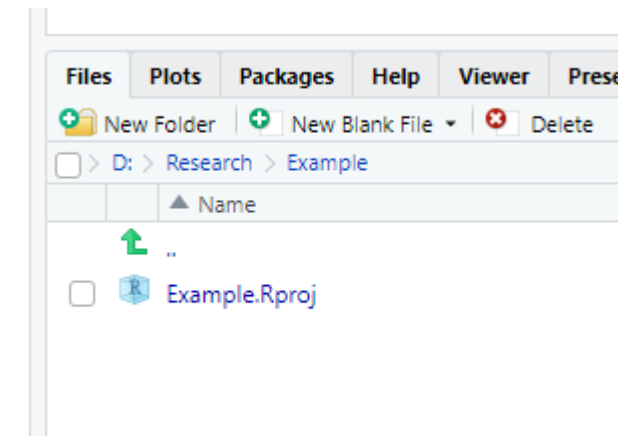 Files Plots Packages Help Viewer
New Folder New Blank File Delete
D: > Research > Example
Name
..
R Example.Rproj